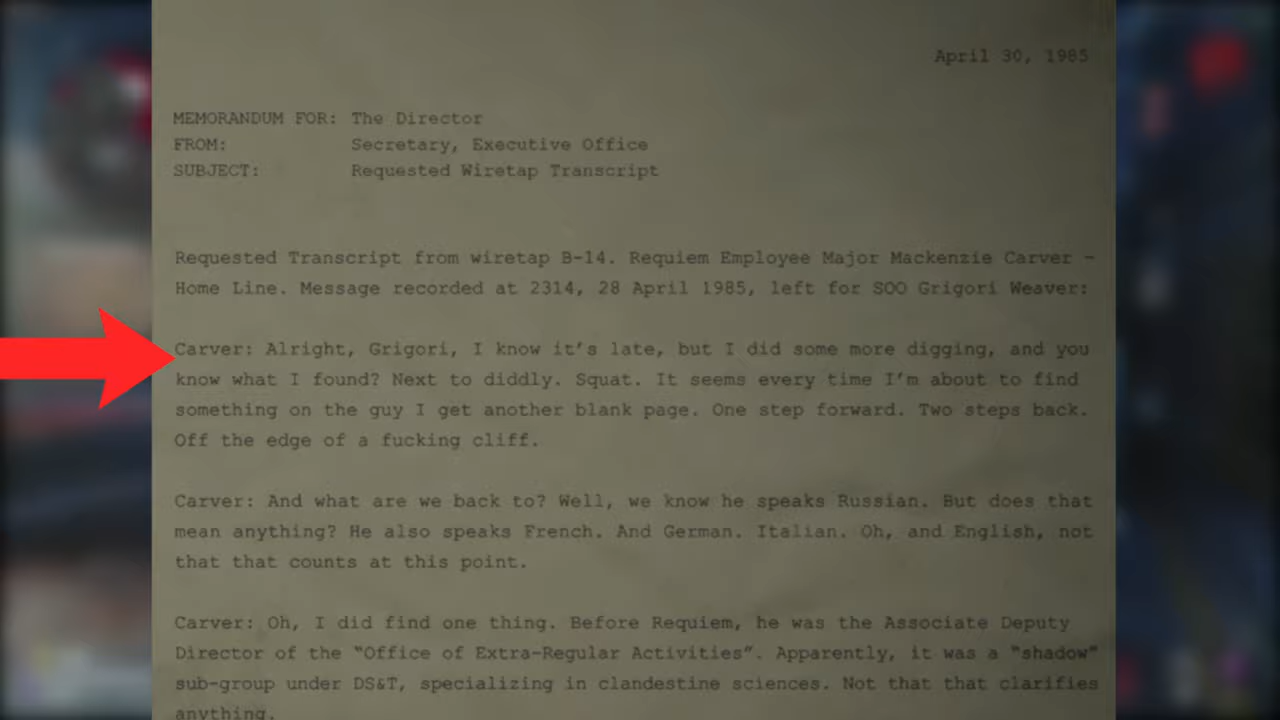 April 30, 1985
MEMORANDUM FOR: The Director
FROM: Secretary, Executive Office
SUBJECT: Requested Wiretap Transcript
Requested Transcript from wiretap B-14. Requiem Employee Major Mackenzie Carver –
Home Line. Message recorded at 2314, 28 April 1985, left for SOO Grigori Weaver:
Carver: Alright, Grigori, I know it's late, but I did some more digging, and you
know what I found? Next to diddly. Squat. It seems every time I'm about to find
something on the guy I get another blank page. One step forward. Two steps back.
Off the edge of a fucking cliff.
Carver: And what are we back to? Well, we know he speaks Russian. But does that
mean anything? He also speaks French. And German. Italian. Oh, and English, not
that that counts at this point.
Carver: Oh, I did find one thing. Before Requiem, he was the Associate Deputy
Director of the "Office of Extra-Regular Activities". Apparently, it was a "shadow"
sub-group under DS&T, specializing in clandestine sciences. Not that that clarifies
anything.